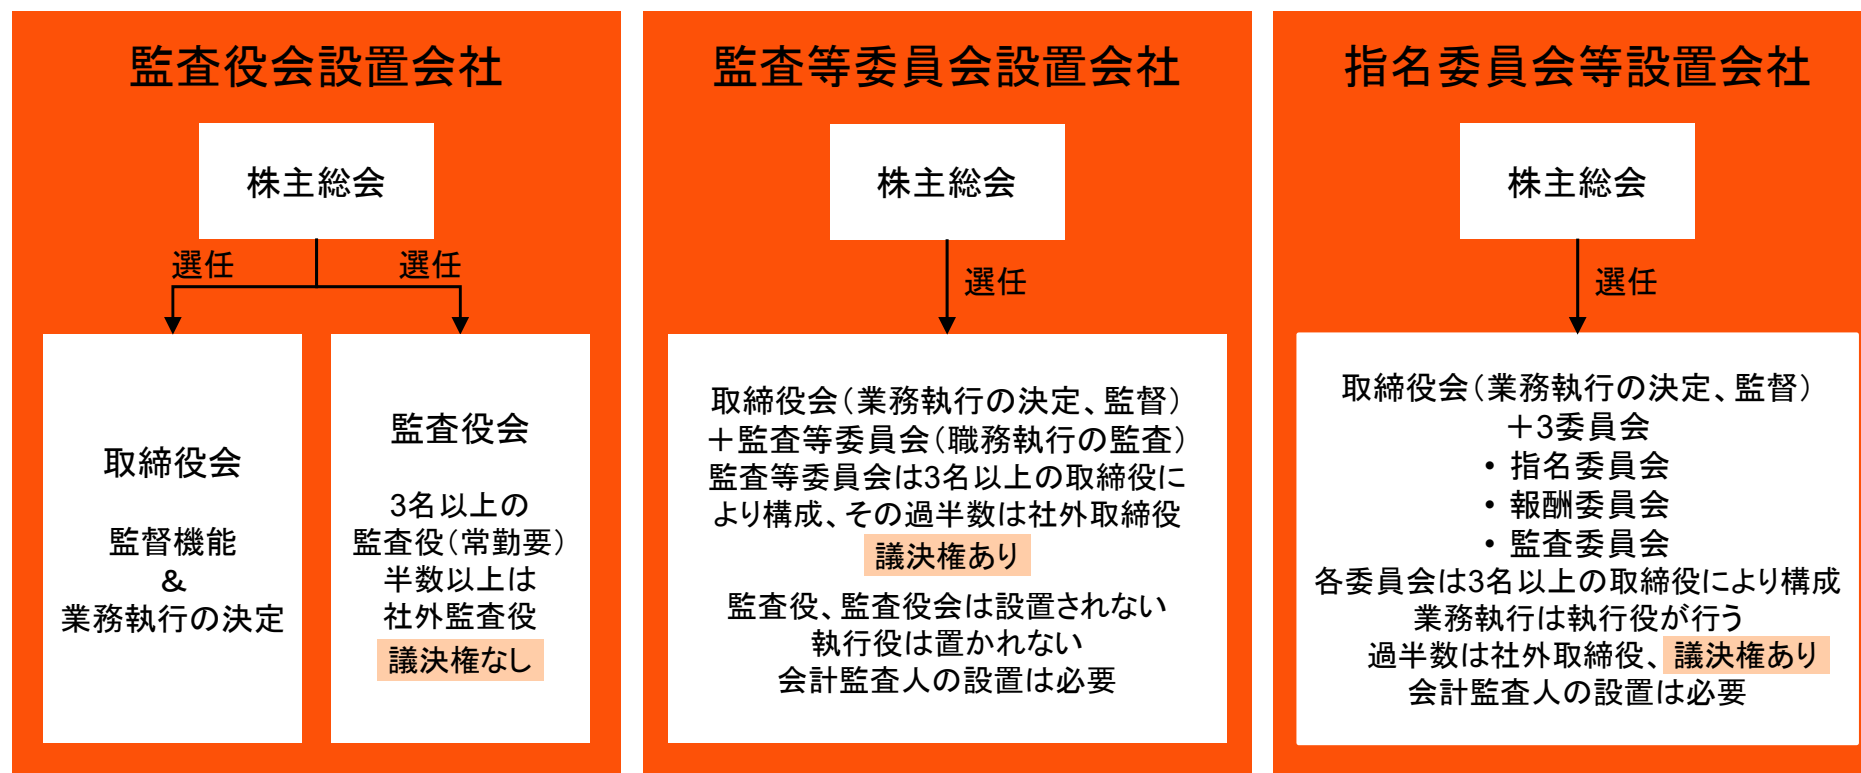 監査役会設置会社
株主総会
選任
選任
取締役会
監督機能
&
業務執行の決定
監査役会
3名以上の
監査役（常勤要）
半数以上は
社外監査役
議決権なし
監査等委員会設置会社
株主総会
選任
取締役会（業務執行の決定、監督）
＋監査等委員会（職務執行の監査）
監査等委員会は3名以上の取締役に
より構成、その過半数は社外取締役
議決権あり
監査役、監査役会は設置されない
執行役は置かれない
会計監査人の設置は必要
指名委員会等設置会社
株主総会
選任
取締役会（業務執行の決定、監督）
＋3委員会
• 指名委員会
• 報酬委員会
• 監査委員会
各委員会は3名以上の取締役により構成
業務執行は執行役が行う
過半数は社外取締役、議決権あり
会計監査人の設置は必要